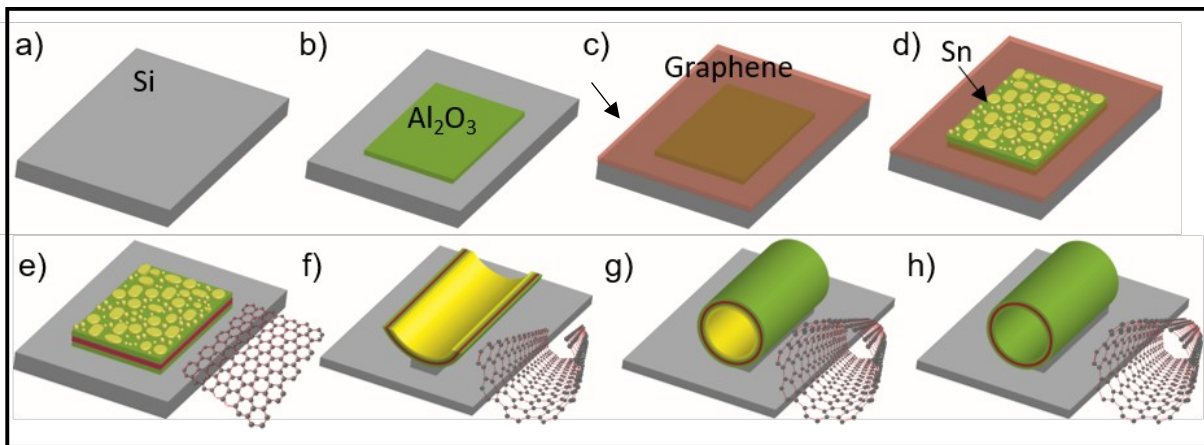 a)
Si
b)
Al₂O₃
c)
Graphene
d)
Sn
e)
f)
g)
h)